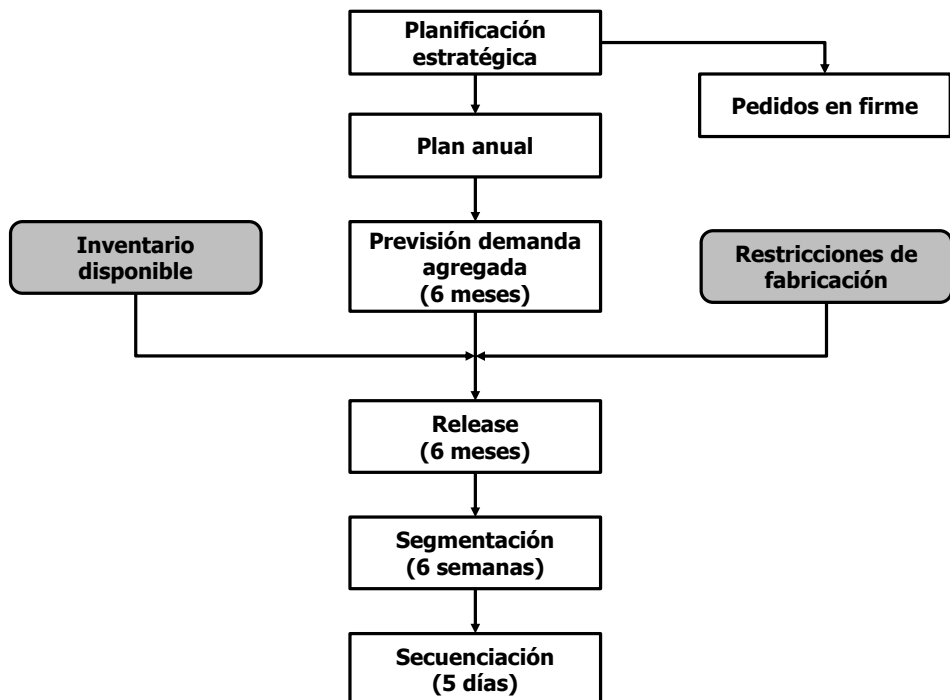 Planificación
estratégica
Pedidos en firme
Plan anual
Inventario
disponible
Previsión demanda
agregada
(6 meses)
Restricciones de
fabricación
Release
(6 meses)
Segmentación
(6 semanas)
Secuenciación
(5 días)